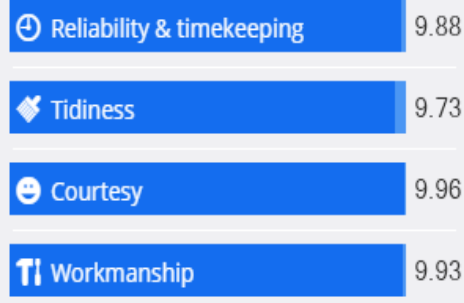 Reliability & timekeeping 9.88
Tidiness 9.73
Courtesy 9.96
Workmanship 9.93